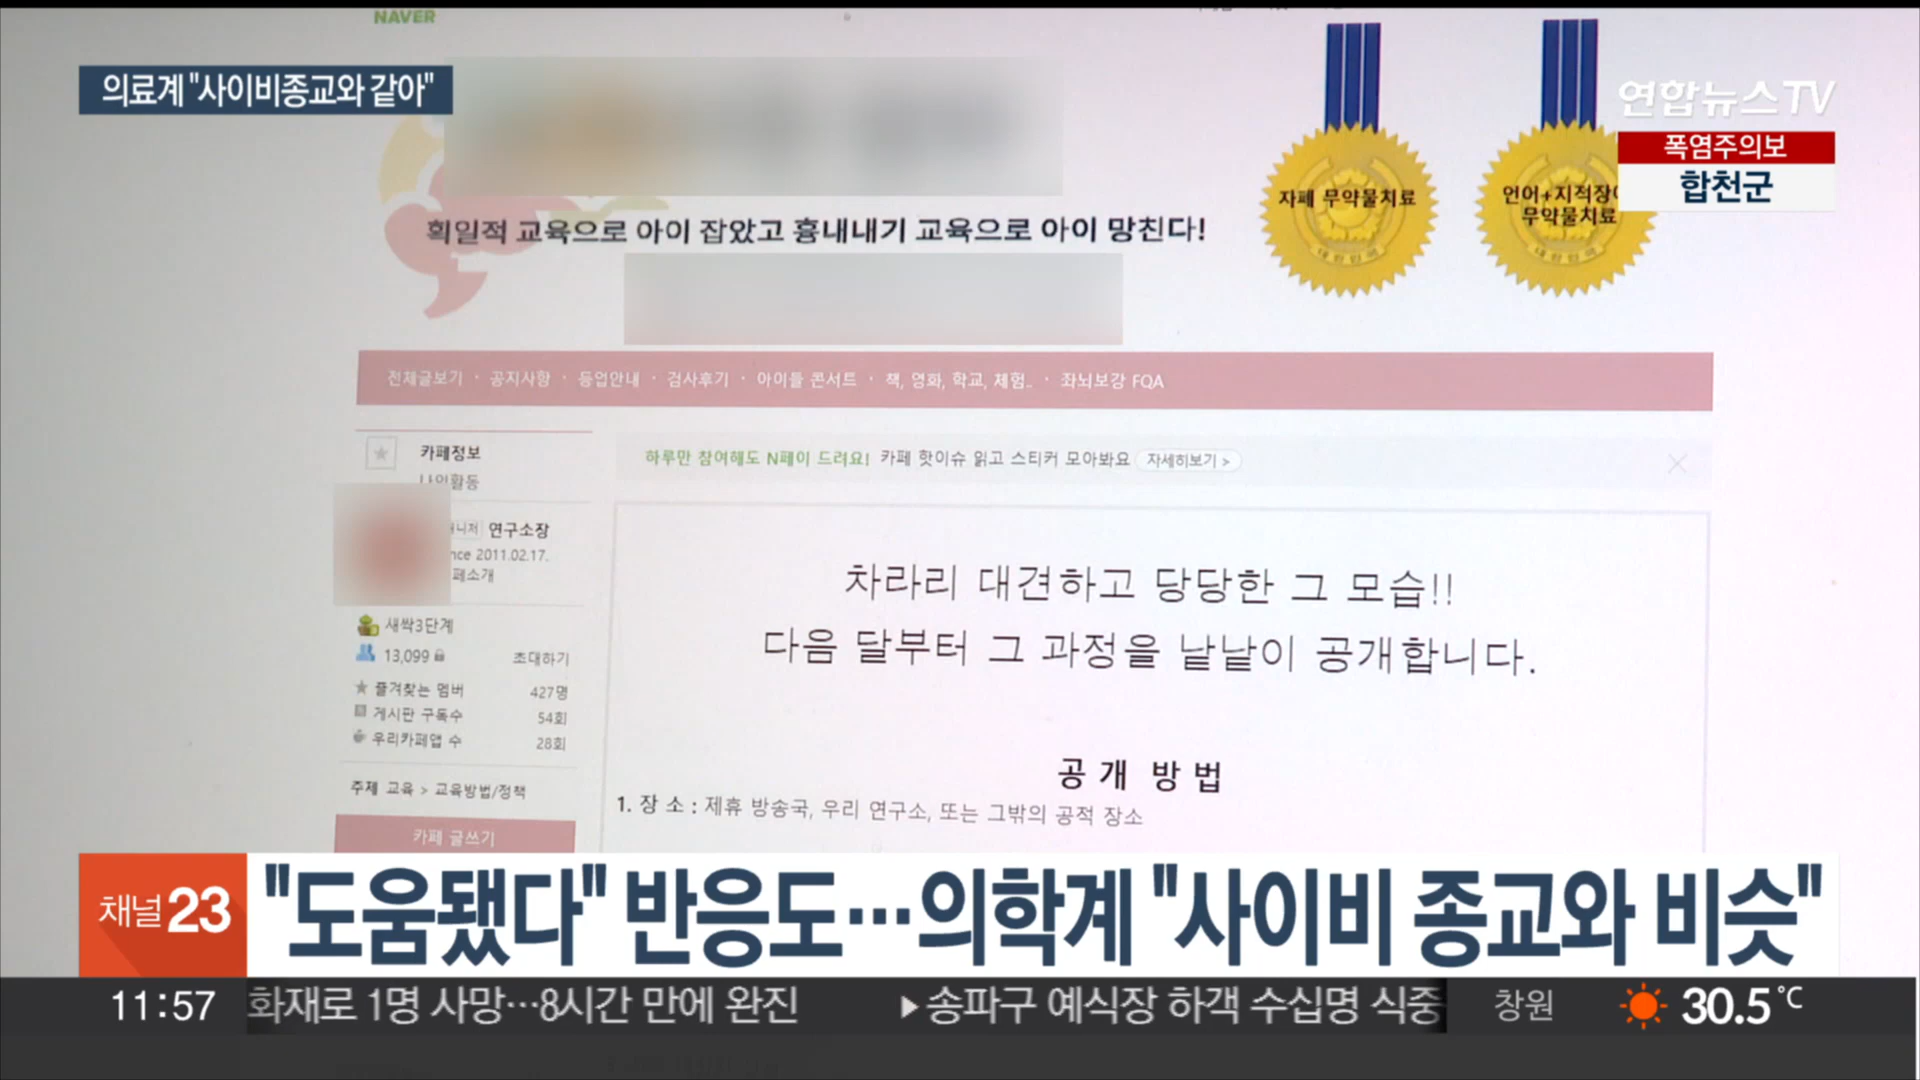 NAVER
의료계 "사이비종교와 같아"
연합뉴스TV
폭염주의보
합천군
자폐 무약물치료
언어+지적장
무약물치료
획일적 교육으로 아이 잡았고 흉내내기 교육으로 아이 망친다!
전체글보기 · 공지사항 · 등업안내 · 검사후기 · 아이들 콘서트 · 책, 영화, 학교, 체험.. · 좌뇌보강 FQA
카페정보
나의활동
하루만 참여해도 N페이 드려요! 카페 핫이슈 읽고 스티커 모아봐요 자세히보기 >
니저 연구소장
nce 2011.02.17.
페소개
새싹3단계
13,099 초대하기
즐겨찾는 멤버 427명
게시판 구독수 54회
우리카페앱 수 28회
주제 교육 > 교육방법/정책
카페 글쓰기
차라리 대견하고 당당한 그 모습!!
다음 달부터 그 과정을 낱낱이 공개합니다.
공 개 방 법
1. 장 소 : 제휴 방송국, 우리 연구소, 또는 그밖의 공적 장소
채널 23
"도움됐다" 반응도…의학계 "사이비 종교와 비슷"
11:57 화재로 1명 사망…8시간 만에 완진 ▶송파구 예식장 하객 수십명 식중 창원 30.5℃